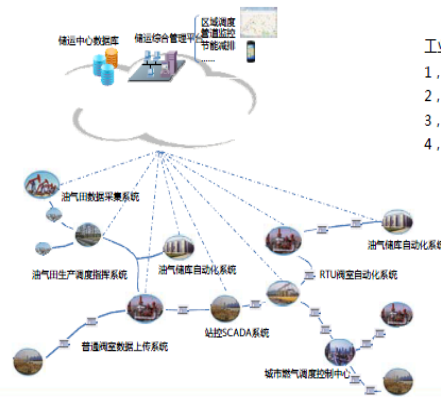 区域调度
管道监控
节能减排
......
储运中心数据库
储运综合管理平台
工业
1，
2，
3，
4，
油气田数据采集系统
油气储库自动化系统
油气储库自动化系统
RTU阀室自动化系统
油气田生产调度指挥系统
站控SCADA系统
普通阀室数据上传系统
城市燃气调度控制中心